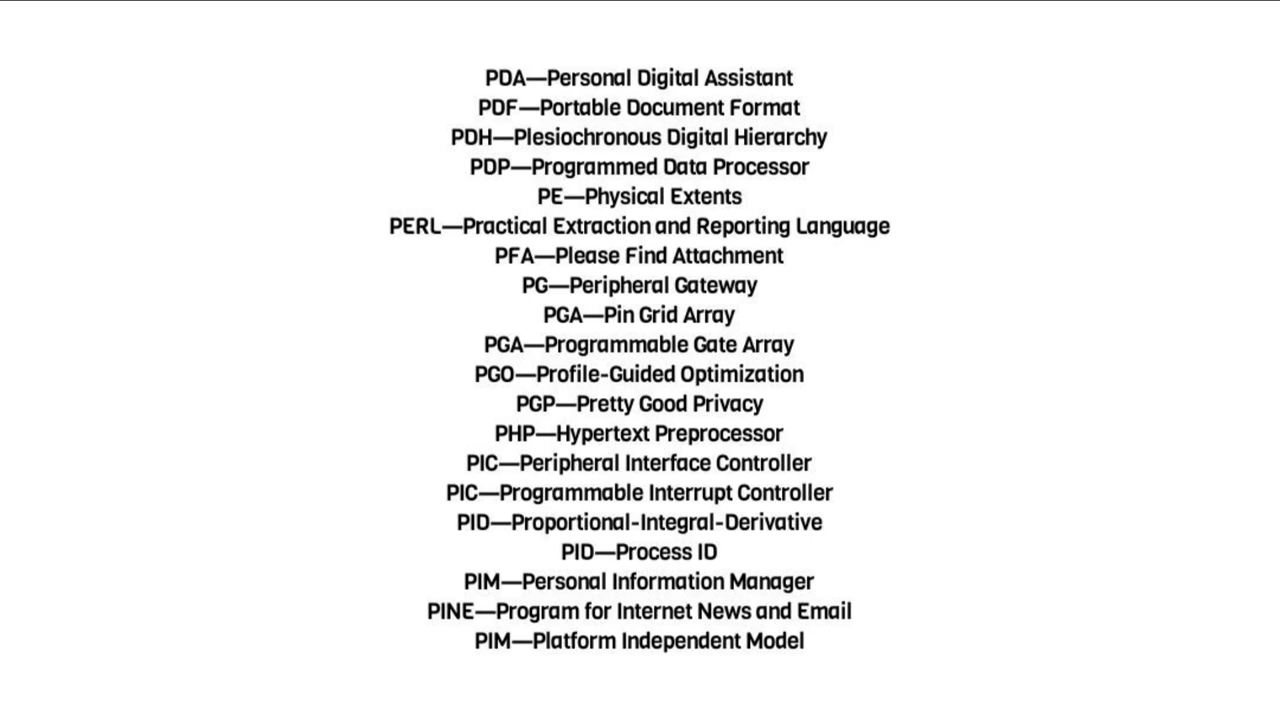 PDA—Personal Digital Assistant
PDF—Portable Document Format
PDH—Plesiochronous Digital Hierarchy
PDP—Programmed Data Processor
PE—Physical Extents
PERL—Practical Extraction and Reporting Language
PFA—Please Find Attachment
PG—Peripheral Gateway
PGA—Pin Grid Array
PGA—Programmable Gate Array
PGO—Profile-Guided Optimization
PGP—Pretty Good Privacy
PHP—Hypertext Preprocessor
PIC—Peripheral Interface Controller
PIC—Programmable Interrupt Controller
PID—Proportional-Integral-Derivative
PID—Process ID
PIM—Personal Information Manager
PINE—Program for Internet News and Email
PIM—Platform Independent Model